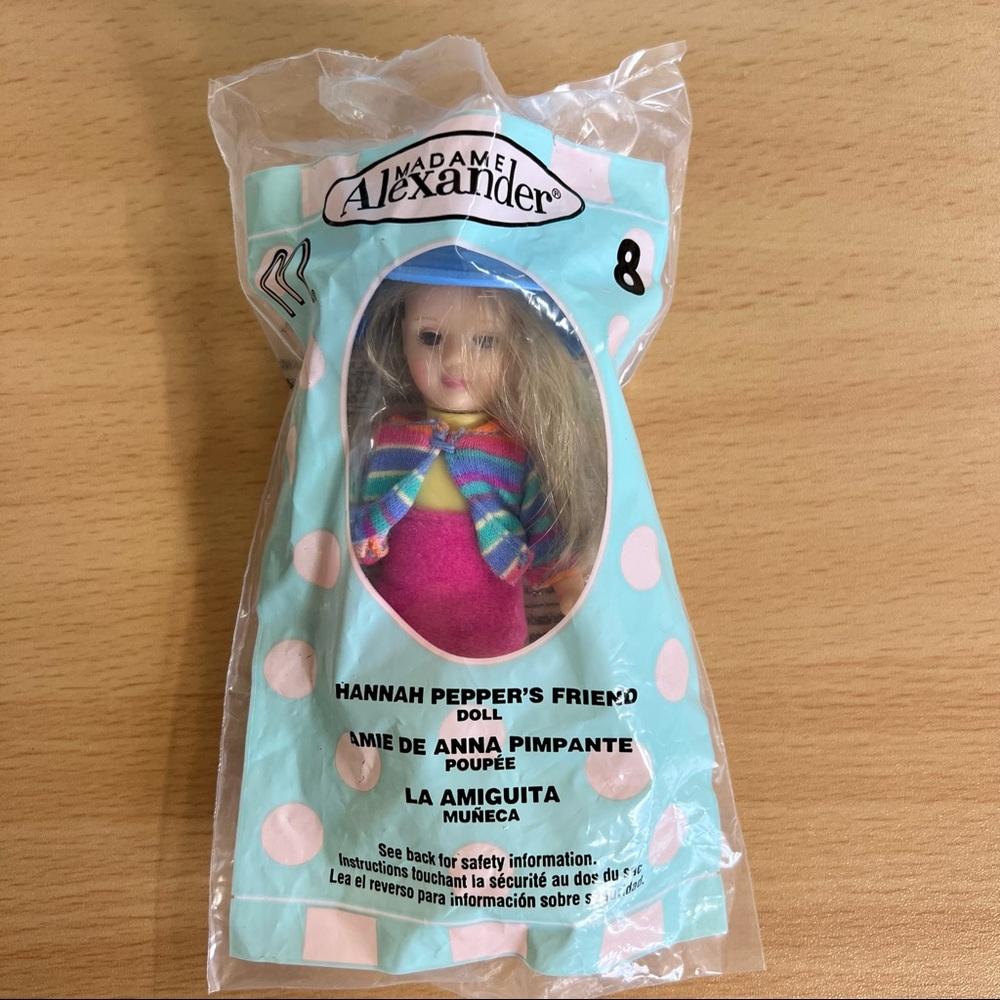 MADAME
Alexander®
8
HANNAH PEPPER'S FRIEND
DOLL
AMIE DE ANNA PIMPANTE
POUPÉE
LA AMIGUITA
MUÑECA
See back for safety information.
Instructions touchant la sécurité au dos du sac
Lea el reverso para información sobre seguridad.